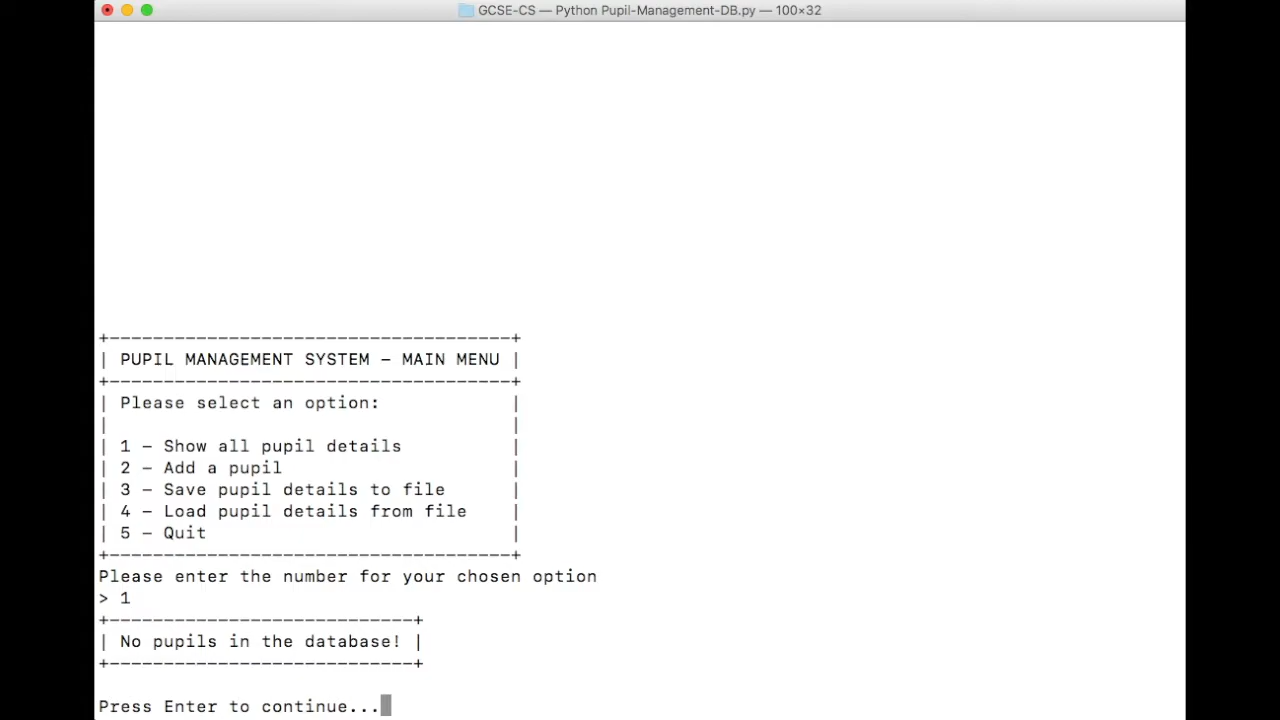 GCSE-CS — Python Pupil-Management-DB.py — 100×32
+--------------------------------------+
| PUPIL MANAGEMENT SYSTEM - MAIN MENU |
+--------------------------------------+
| Please select an option:            |
|                                     |
| 1 - Show all pupil details          |
| 2 - Add a pupil                     |
| 3 - Save pupil details to file      |
| 4 - Load pupil details from file    |
| 5 - Quit                            |
+--------------------------------------+
Please enter the number for your chosen option
> 1
+----------------------------+
| No pupils in the database! |
+----------------------------+
Press Enter to continue...